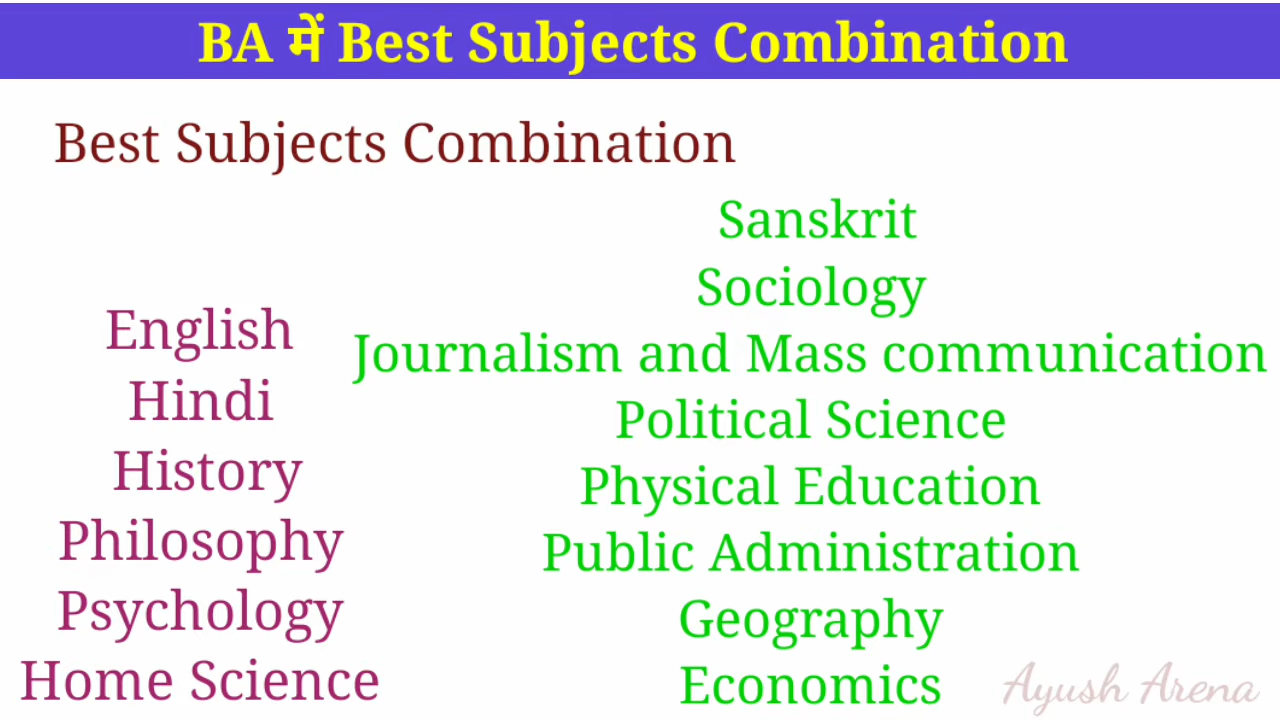 BA में Best Subjects Combination
Best Subjects Combination
English
Hindi
History
Philosophy
Psychology
Home Science
Sanskrit
Sociology
Journalism and Mass communication
Political Science
Physical Education
Public Administration
Geography
Economics
Ayush Arena